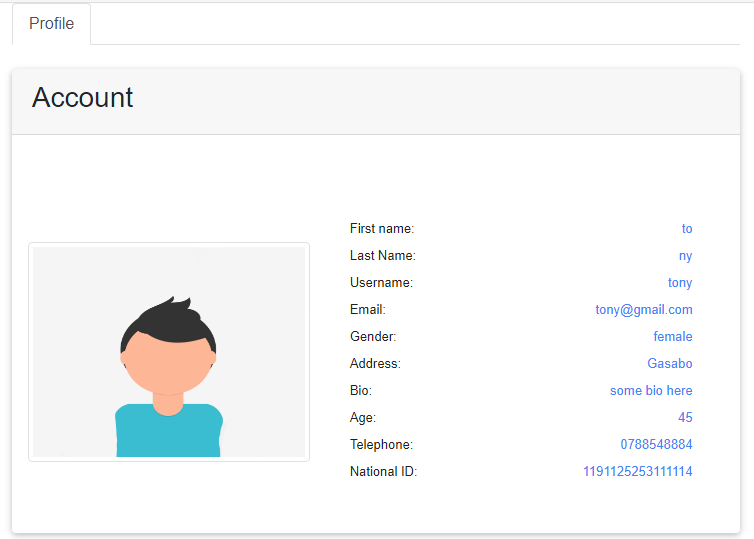 Profile
Account
First name: to
Last Name: ny
Username: tony
Email: tony@gmail.com
Gender: female
Address: Gasabo
Bio: some bio here
Age: 45
Telephone: 0788548884
National ID: 1191125253111114